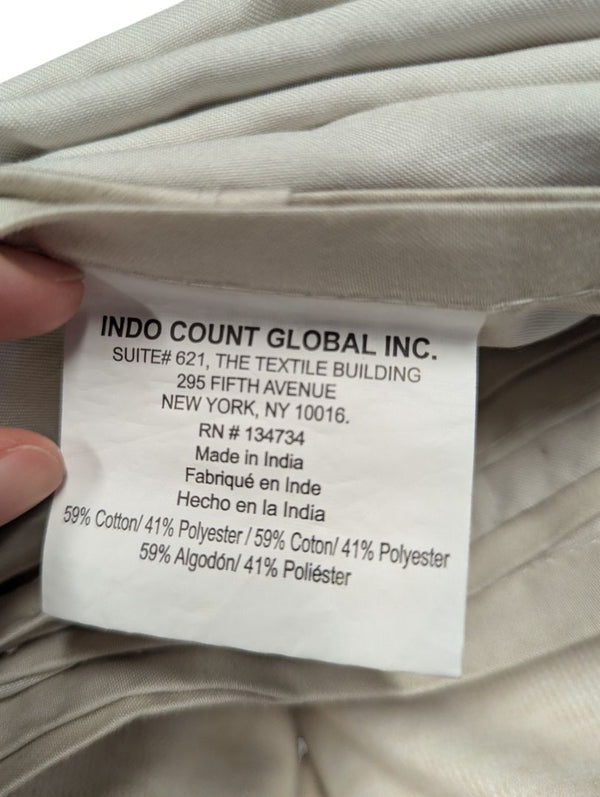 INDO COUNT GLOBAL INC.
SUITE# 621, THE TEXTILE BUILDING
295 FIFTH AVENUE
NEW YORK, NY 10016.
RN # 134734
Made in India
Fabriqué en Inde
Hecho en la India
59% Cotton/ 41% Polyester / 59% Coton/ 41% Polyester
59% Algodón/ 41% Poliéster